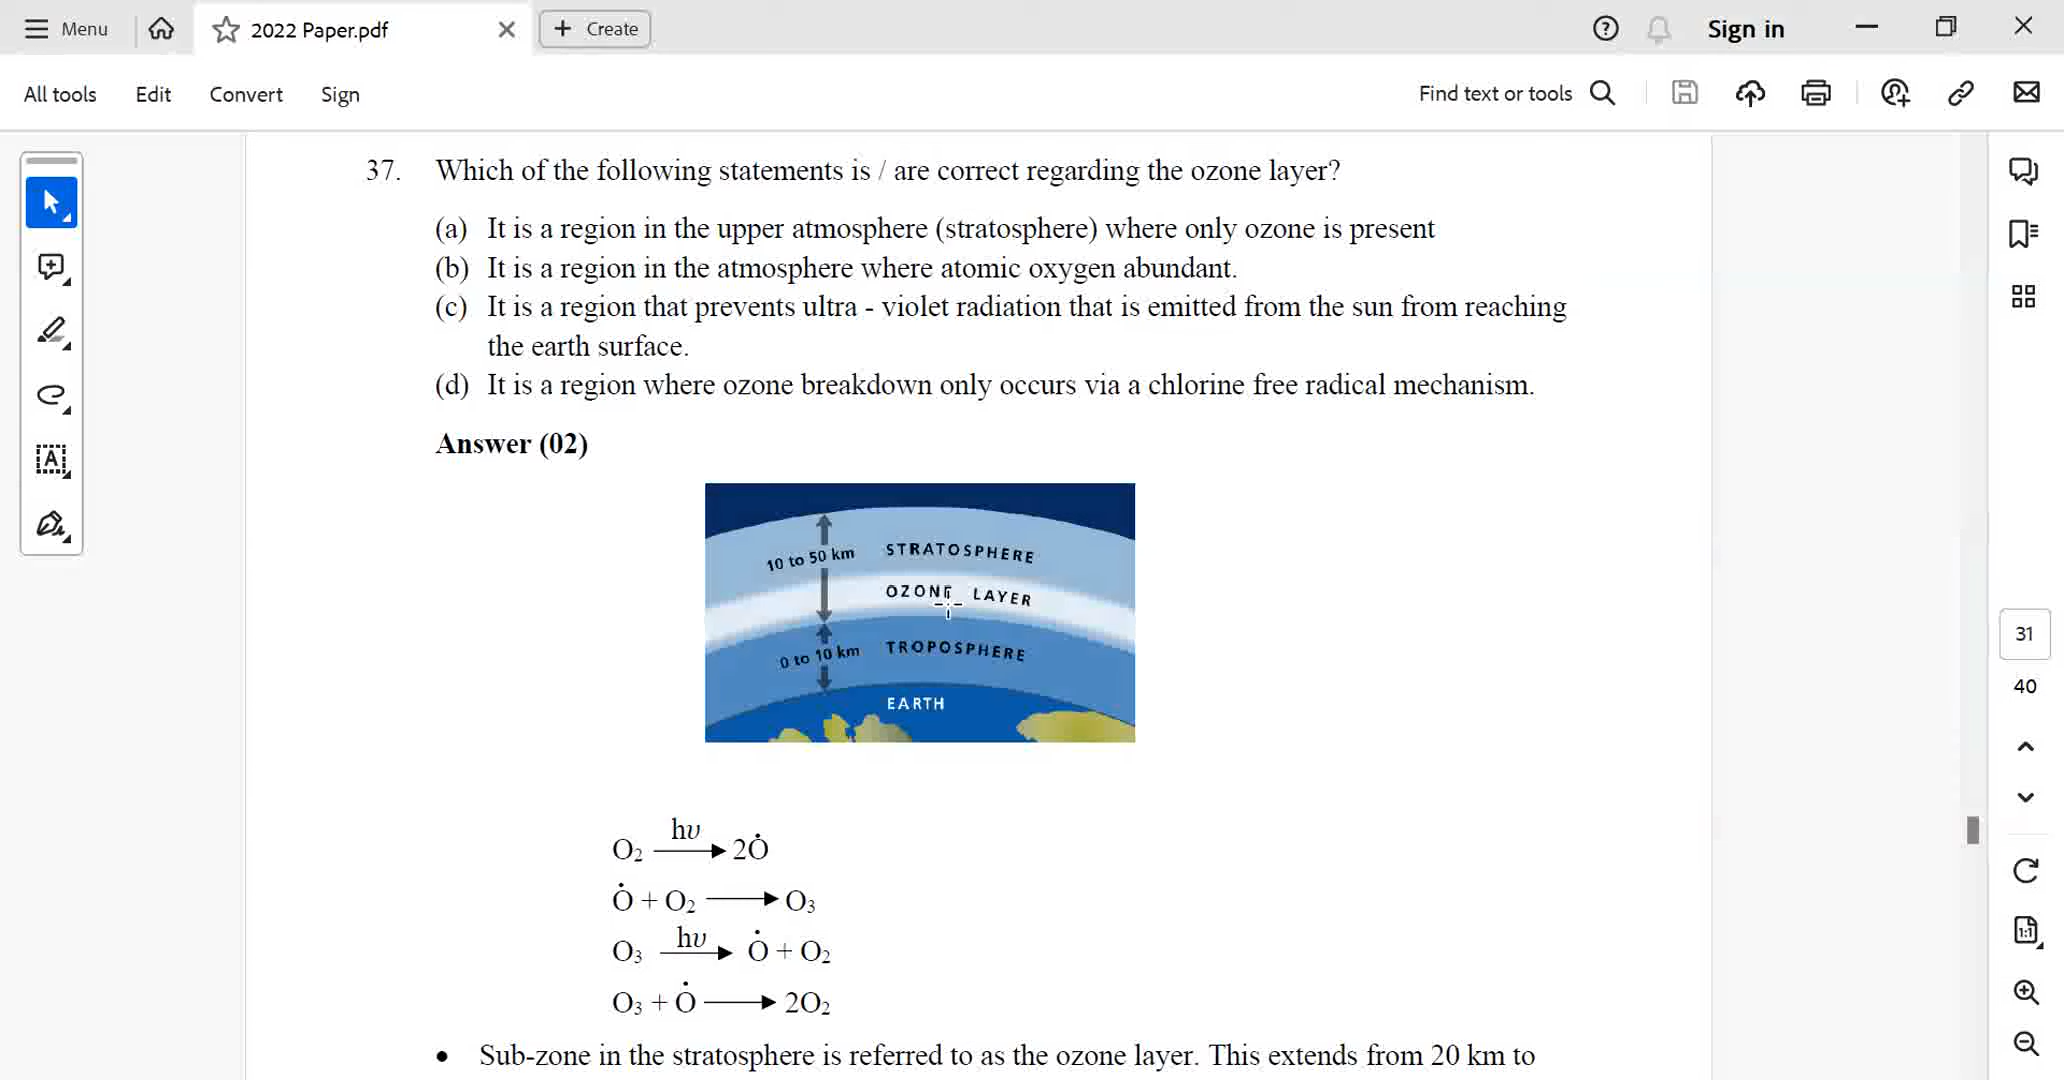 Menu
2022 Paper.pdf
Create
Sign in
All tools
Edit
Convert
Sign
Find text or tools
37. Which of the following statements is / are correct regarding the ozone layer?
(a) It is a region in the upper atmosphere (stratosphere) where only ozone is present
(b) It is a region in the atmosphere where atomic oxygen abundant.
(c) It is a region that prevents ultra - violet radiation that is emitted from the sun from reaching
the earth surface.
(d) It is a region where ozone breakdown only occurs via a chlorine free radical mechanism.
Answer (02)
10 to 50 km STRATOSPHERE
OZONE LAYER
0 to 10 km TROPOSPHERE
EARTH
O₂ —hυ→ 2Ȯ
Ȯ + O₂ ⟶ O₃
O₃ —hυ→ Ȯ + O₂
O₃ + Ȯ ⟶ 2O₂
• Sub-zone in the stratosphere is referred to as the ozone layer. This extends from 20 km to
31
40
1:1